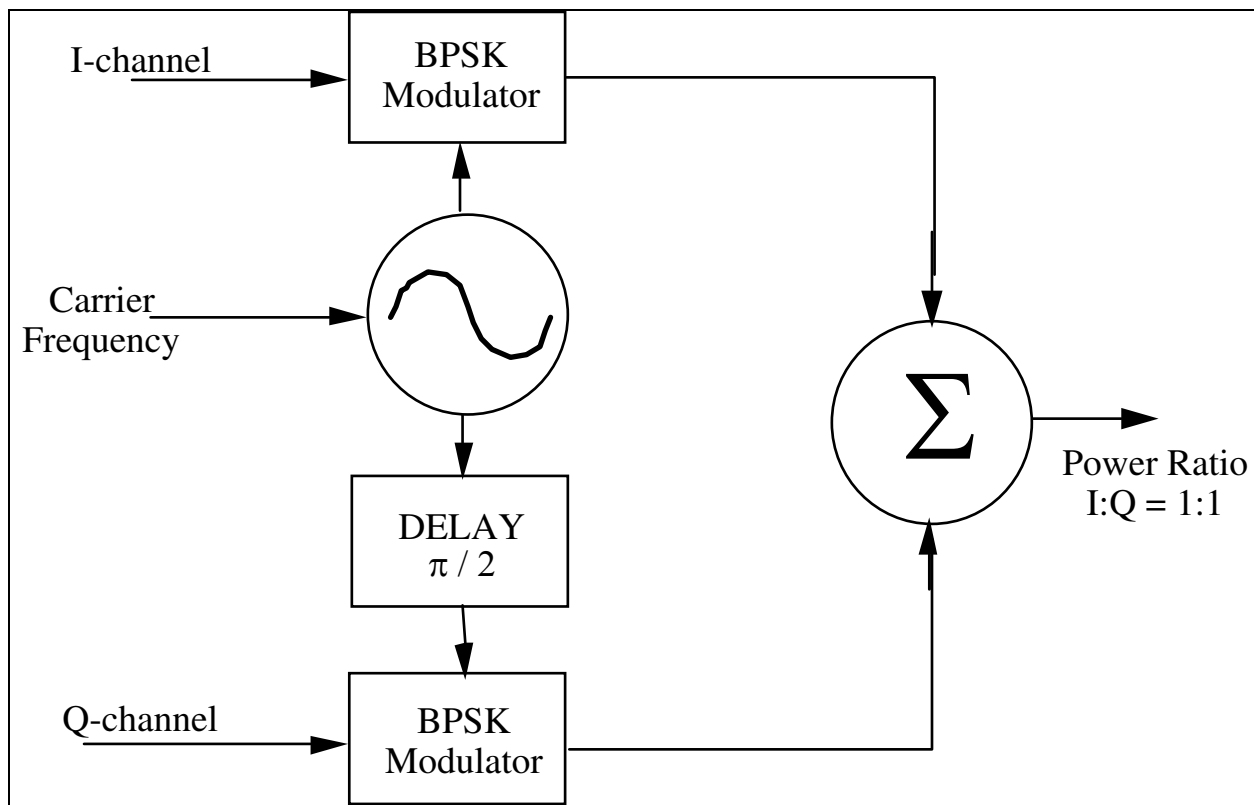 I-channel
BPSK
Modulator
Carrier
Frequency
Σ
Power Ratio
I:Q = 1:1
DELAY
π / 2
Q-channel
BPSK
Modulator